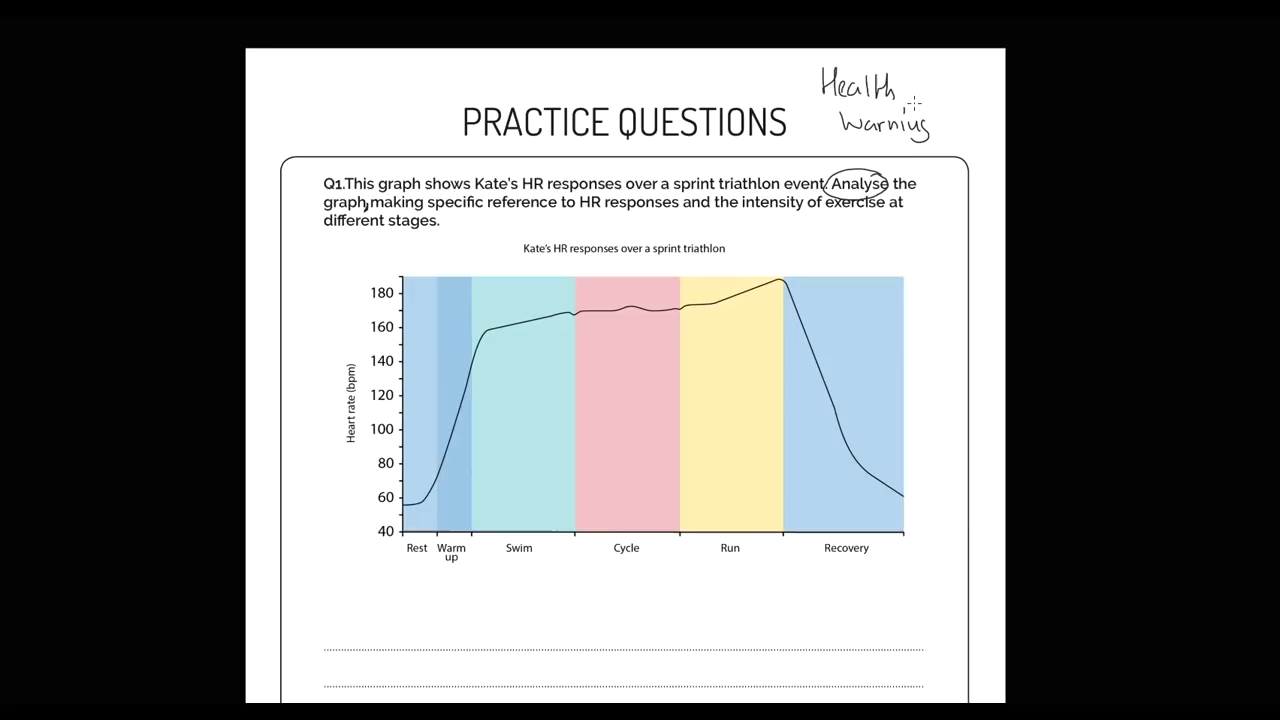 Health
Warning
PRACTICE QUESTIONS
Q1.This graph shows Kate's HR responses over a sprint triathlon event. Analyse the
graph, making specific reference to HR responses and the intensity of exercise at
different stages.
Kate's HR responses over a sprint triathlon
180
160
140
120
100
80
60
40
Heart rate (bpm)
Rest
Warm
up
Swim
Cycle
Run
Recovery